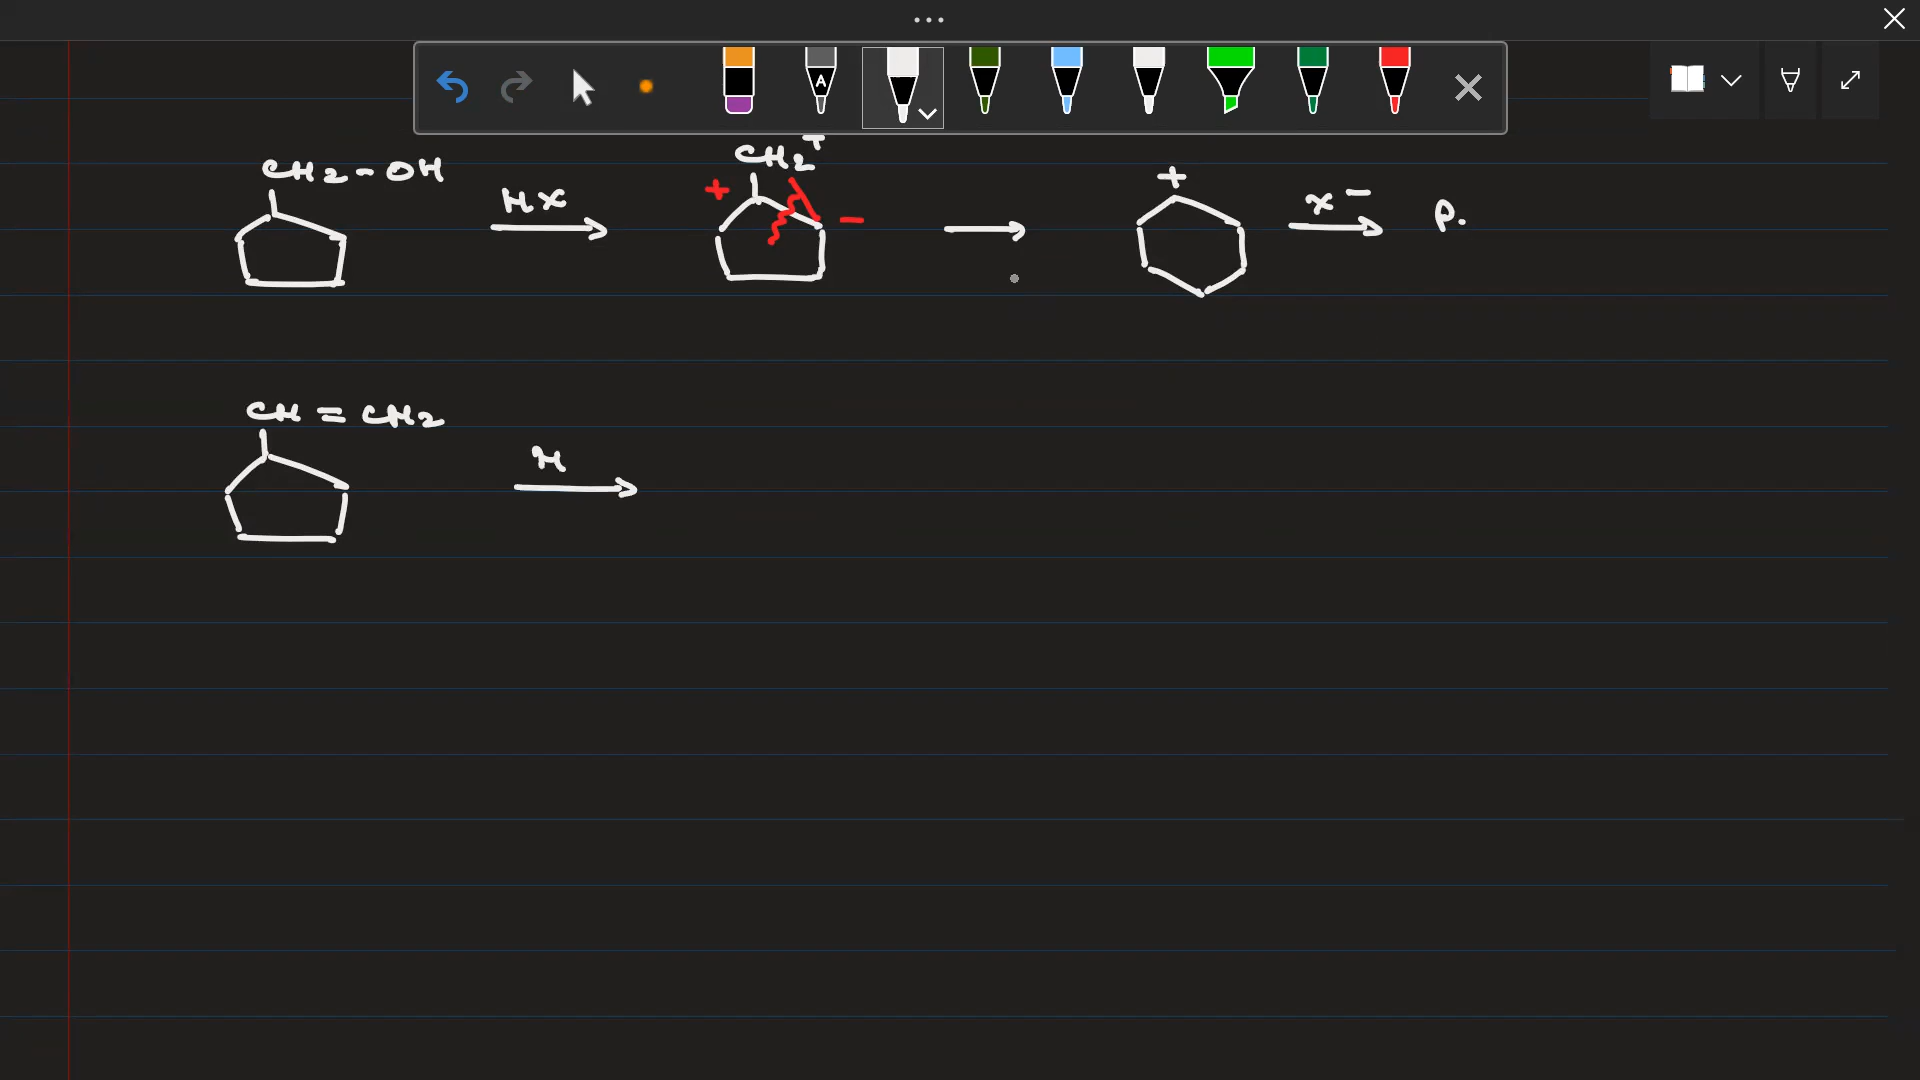 CH2-OH HX CH2+ + - + X- P.
CH=CH2 H